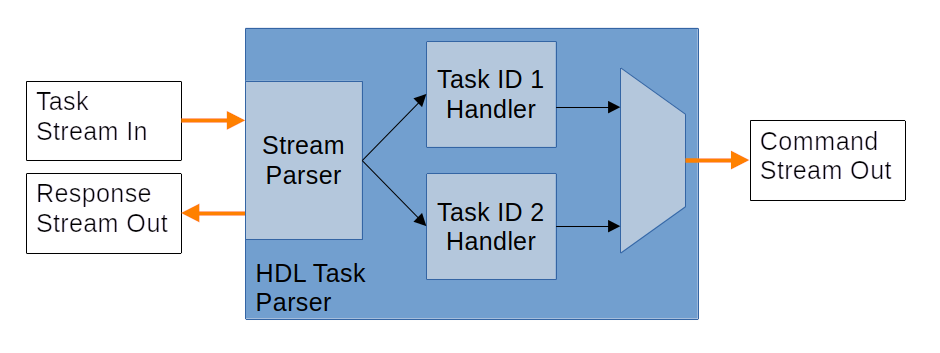 Task
Stream In
Response
Stream Out
Stream
Parser
HDL Task
Parser
Task ID 1
Handler
Task ID 2
Handler
Command
Stream Out